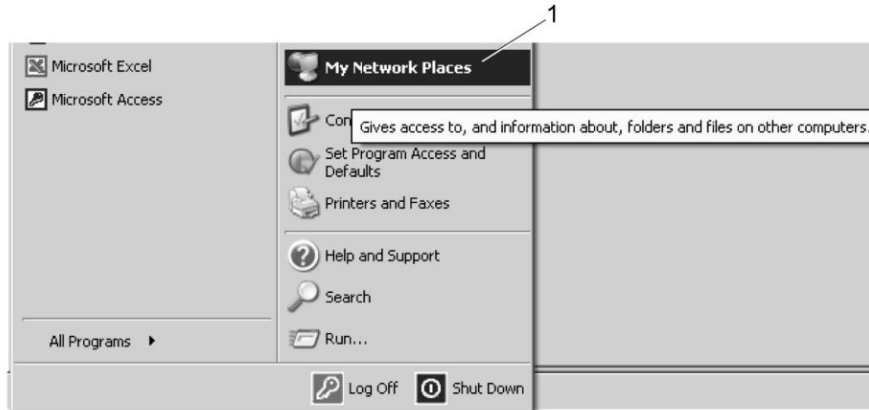 1
Microsoft Excel
Microsoft Access
All Programs
My Network Places
Con
Gives access to, and information about, folders and files on other computers.
Set Program Access and
Defaults
Printers and Faxes
Help and Support
Search
Run...
Log Off
Shut Down